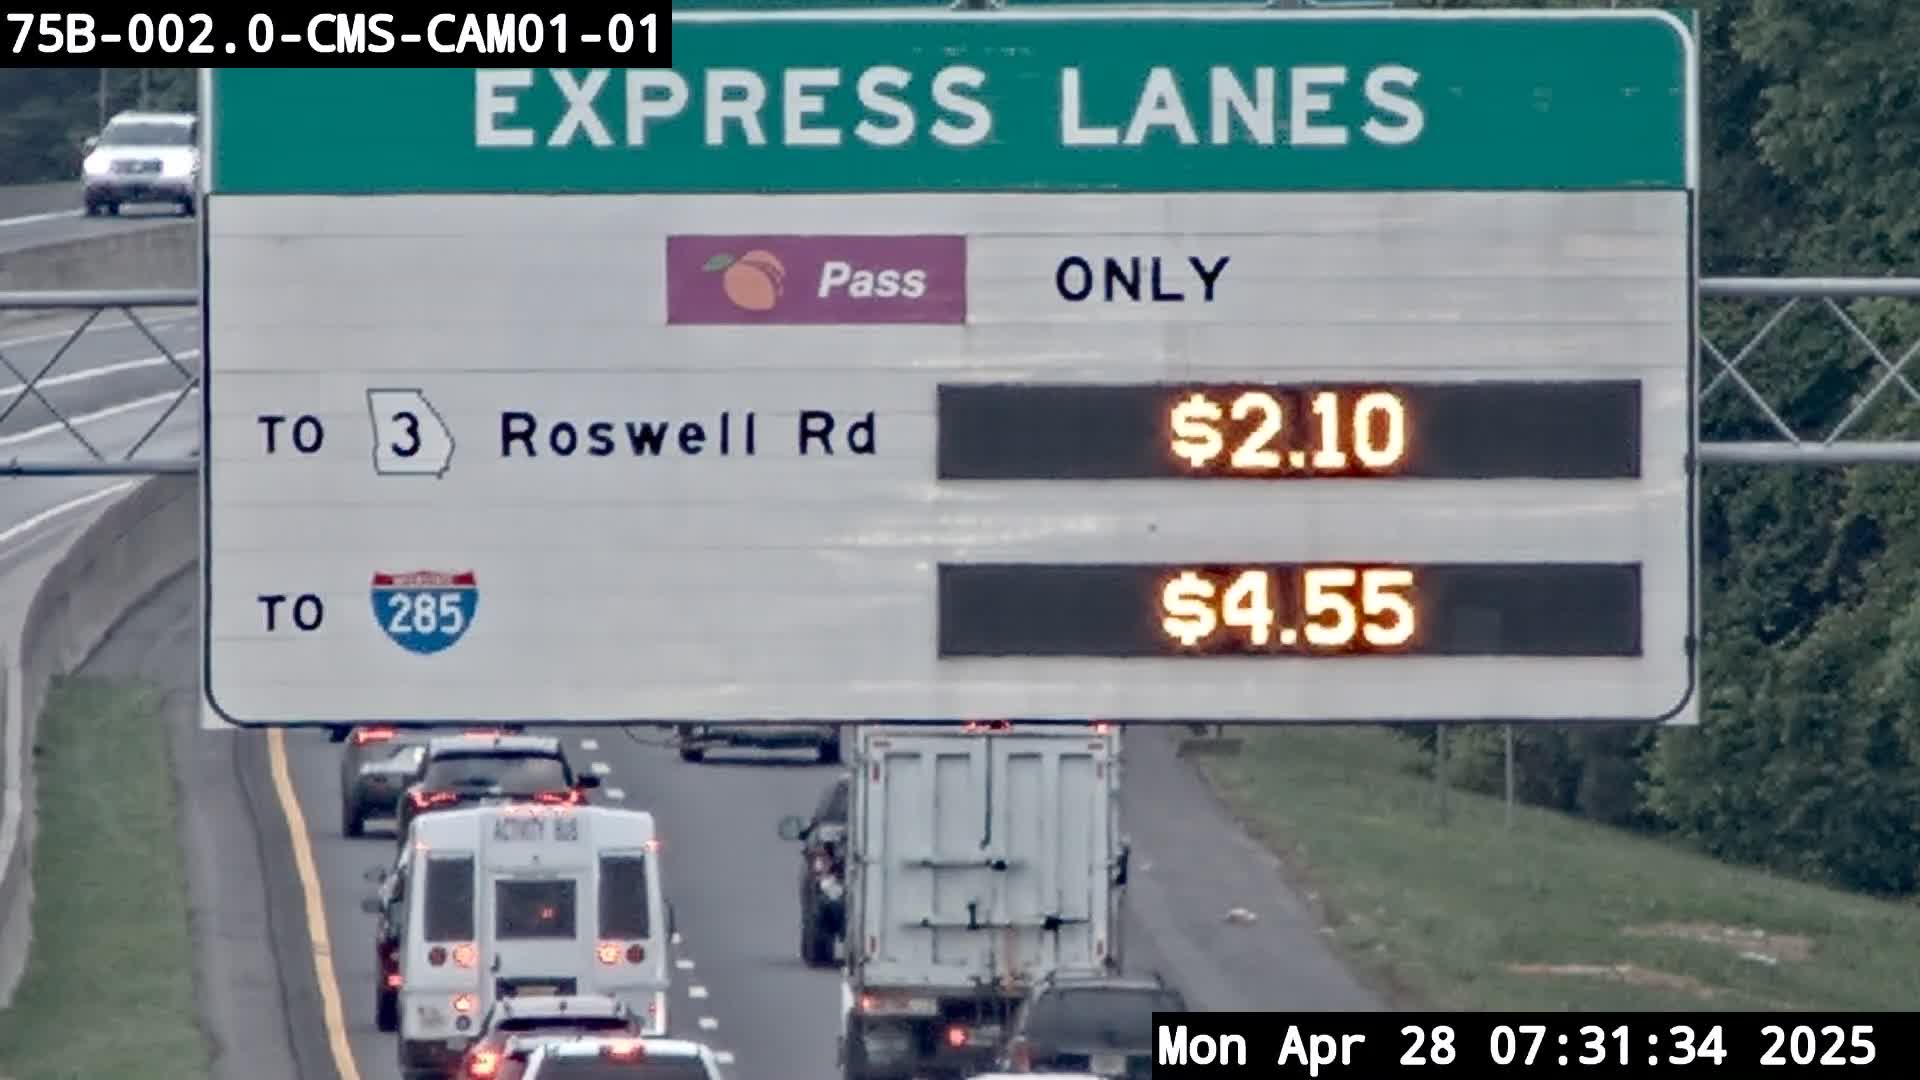 75B-002.0-CMS-CAM01-01
EXPRESS LANES
Pass ONLY
TO 3 Roswell Rd $2.10
TO 285 $4.55
ACTIVITY BUS
Mon Apr 28 07:31:34 2025